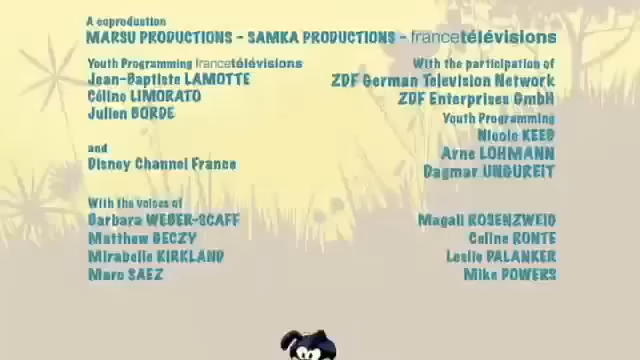 A coproduction
MARSU PRODUCTIONS - SAMKA PRODUCTIONS - francetélévisions
Youth Programming francetélévisions
Jean-Baptiste LAMOTTE
Céline LIMORATO
Julien BORDE
and
Disney Channel France
With the participation of
ZDF German Television Network
ZDF Enterprises GmbH
Youth Programming
Nicole KEEB
Arne LOHMANN
Dagmar UNGUREIT
With the voices of
Barbara WEBER-SCAFF
Matthew GECZY
Mirabelle KIRKLAND
Marc SAEZ
Magali ROSENZWEIG
Celine RONTE
Leslie PALANKER
Mike POWERS